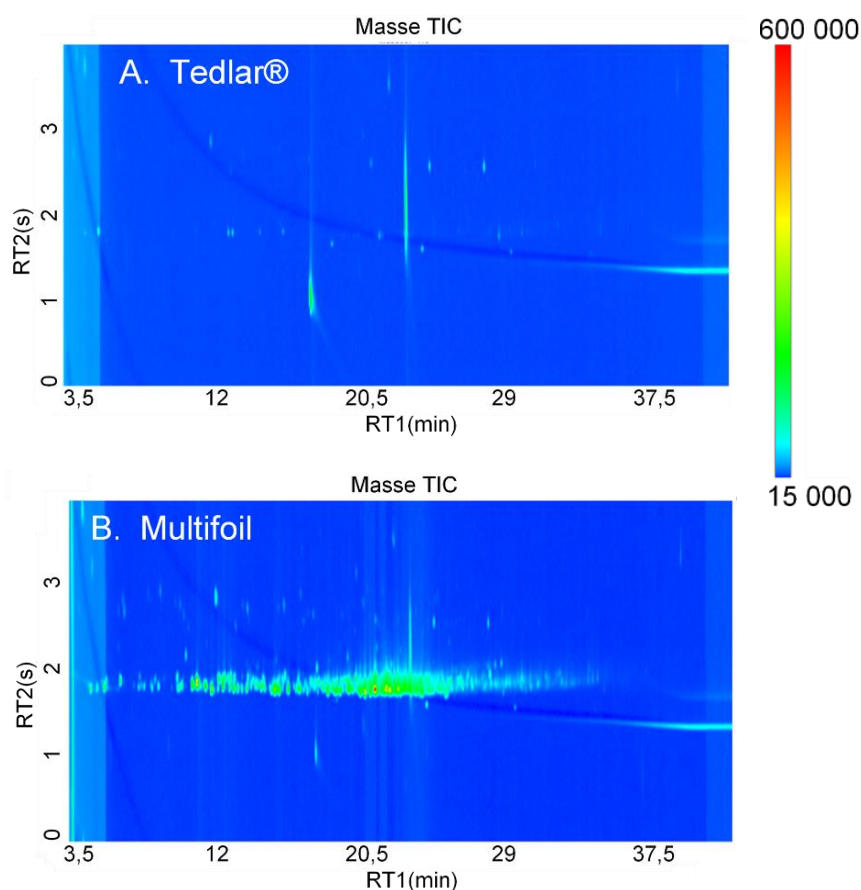 Masse TIC
600 000
A. Tedlar®
3
2
1
0
RT2(s)
3,5 12 20,5 29 37,5
RT1(min)
15 000
Masse TIC
B. Multifoil
3
2
1
0
RT2(s)
3,5 12 20,5 29 37,5
RT1(min)